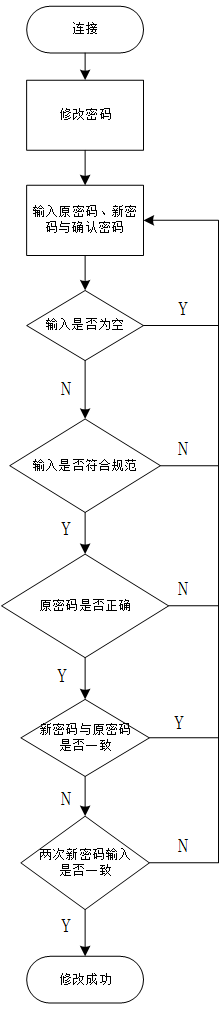 连接
修改密码
输入原密码、新密
码与确认密码
输入是否为空
Y
N
输入是否符合规范
N
Y
原密码是否正确
N
Y
新密码与原密码
是否一致
Y
N
两次新密码输入
是否一致
N
Y
修改成功